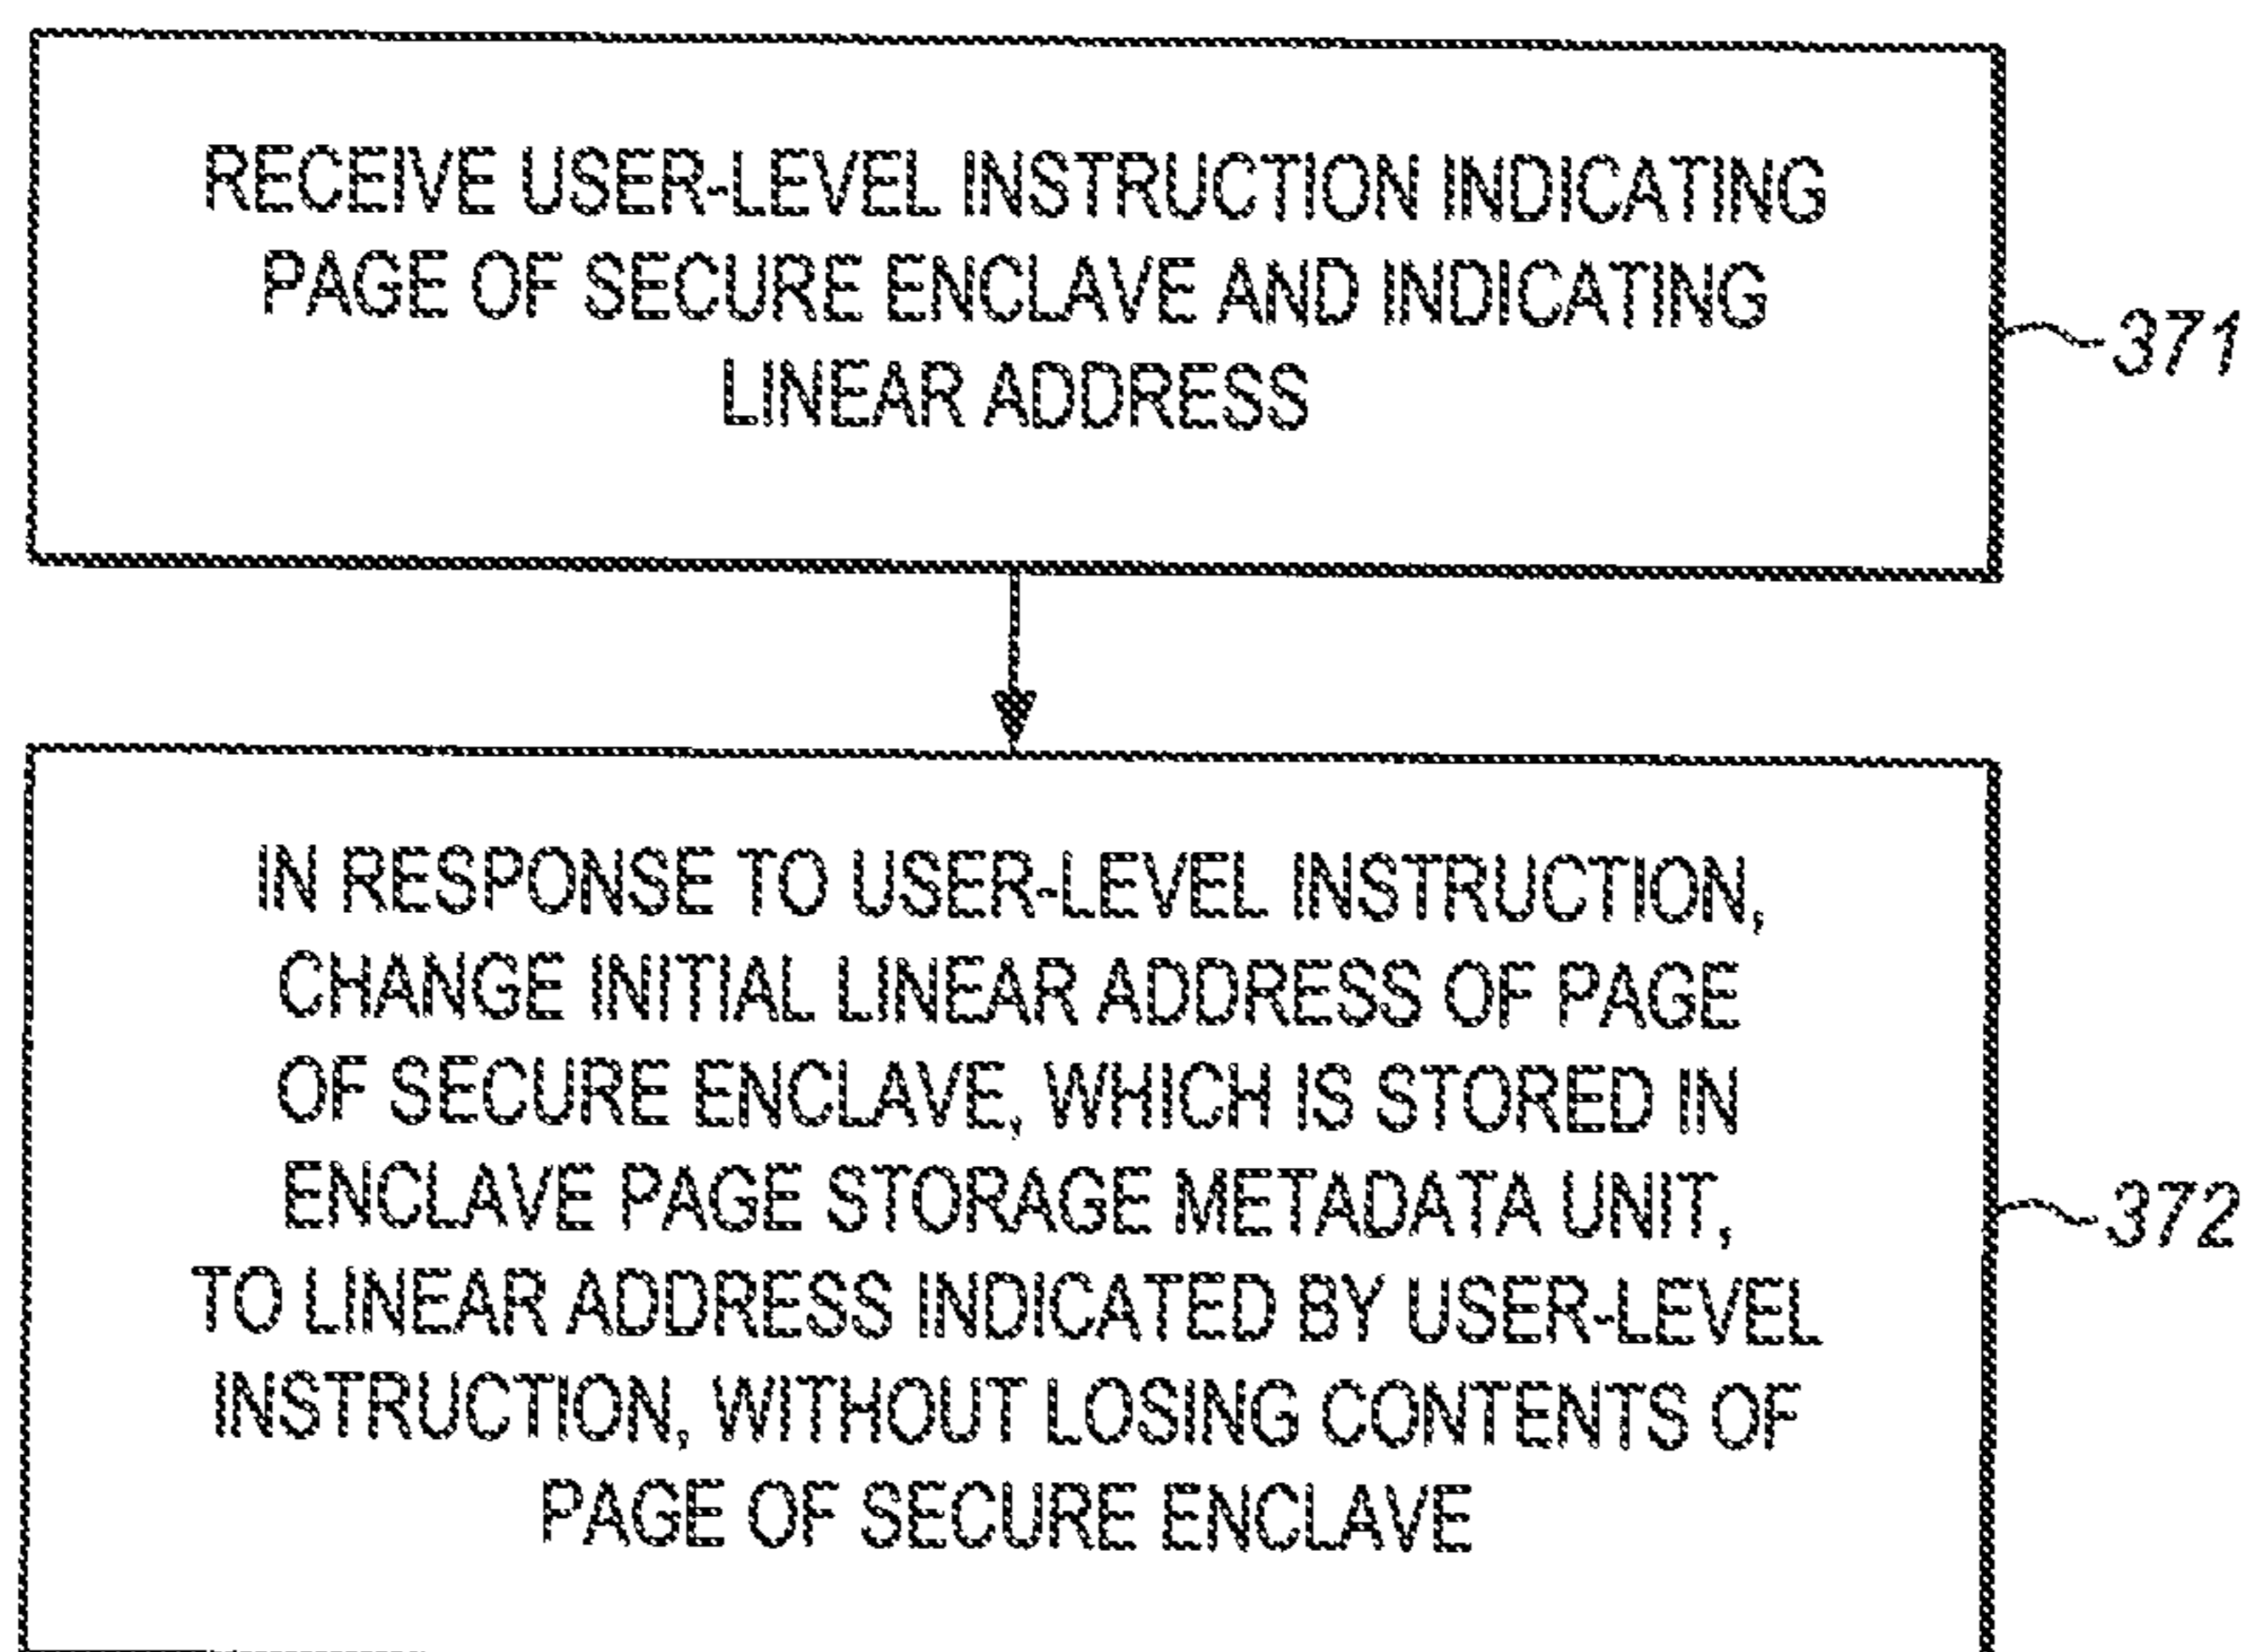 RECEIVE USER-LEVEL INSTRUCTION INDICATING
PAGE OF SECURE ENCLAVE AND INDICATING
LINEAR ADDRESS
371
IN RESPONSE TO USER-LEVEL INSTRUCTION,
CHANGE INITIAL LINEAR ADDRESS OF PAGE
OF SECURE ENCLAVE, WHICH IS STORED IN
ENCLAVE PAGE STORAGE METADATA UNIT,
TO LINEAR ADDRESS INDICATED BY USER-LEVEL
INSTRUCTION, WITHOUT LOSING CONTENTS OF
PAGE OF SECURE ENCLAVE
372